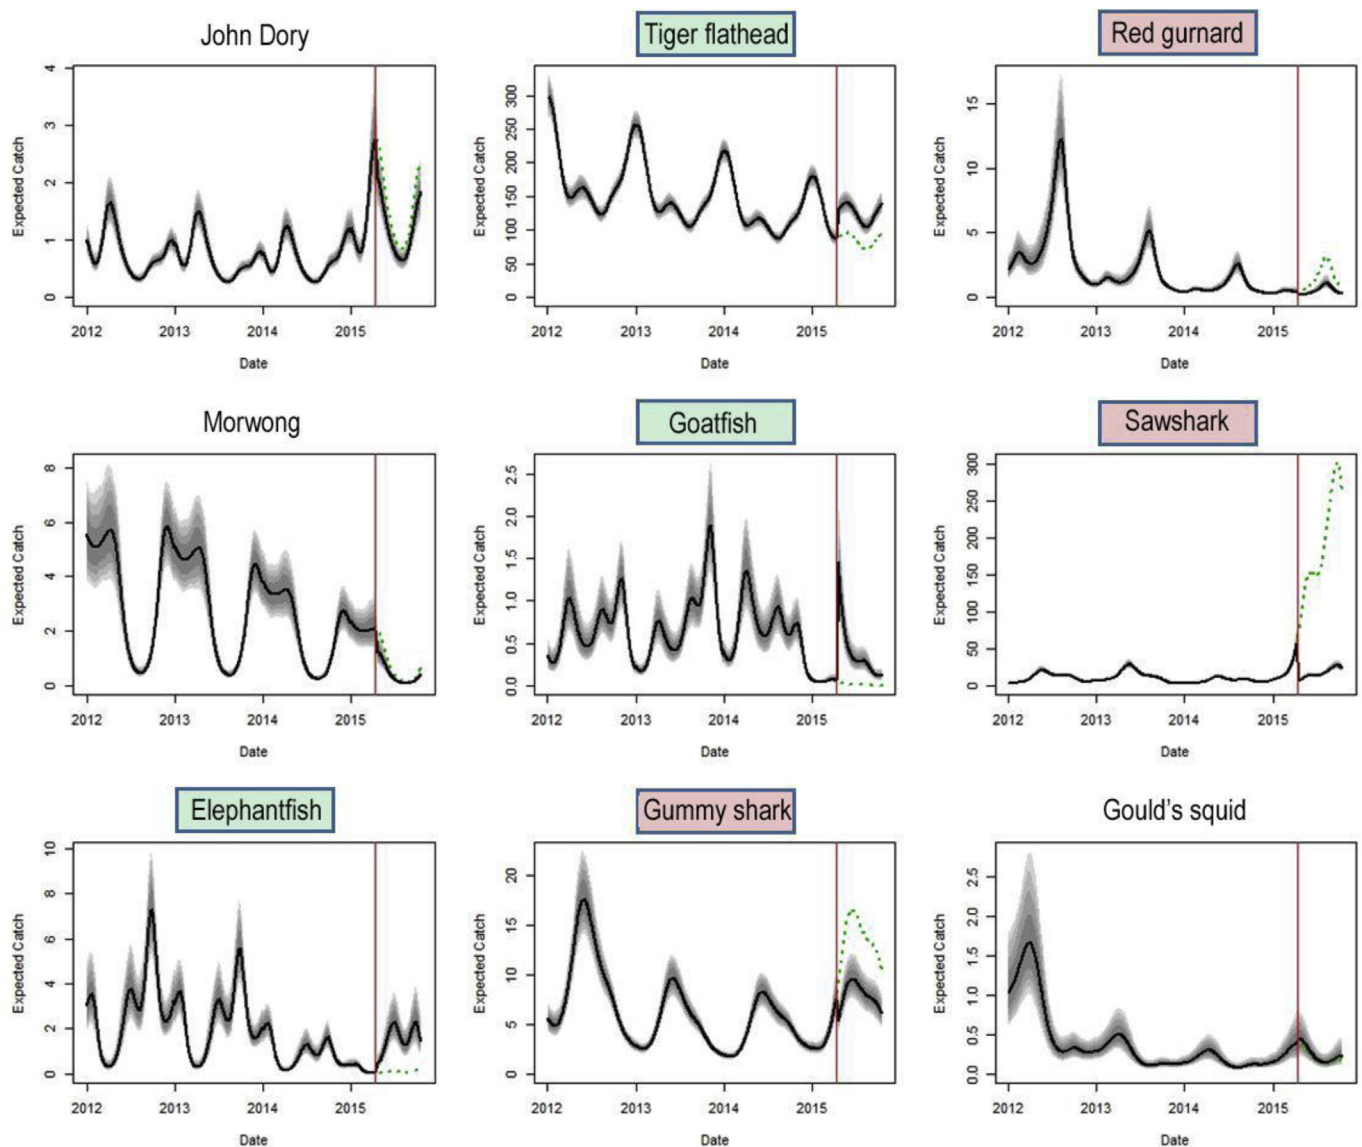 John Dory
Tiger flathead
Red gurnard
Expected Catch
4
3
2
1
0
2012 2013 2014 2015
Date
Expected Catch
300
250
200
150
100
50
0
2012 2013 2014 2015
Date
Expected Catch
15
10
5
0
2012 2013 2014 2015
Date
Morwong
Goatfish
Sawshark
Expected Catch
8
6
4
2
0
2012 2013 2014 2015
Date
Expected Catch
2.5
2.0
1.5
1.0
0.5
0.0
2012 2013 2014 2015
Date
Expected Catch
300
250
200
150
100
50
0
2012 2013 2014 2015
Date
Elephantfish
Gummy shark
Gould's squid
Expected Catch
10
8
6
4
2
0
2012 2013 2014 2015
Date
Expected Catch
20
15
10
5
0
2012 2013 2014 2015
Date
Expected Catch
2.5
2.0
1.5
1.0
0.5
0.0
2012 2013 2014 2015
Date